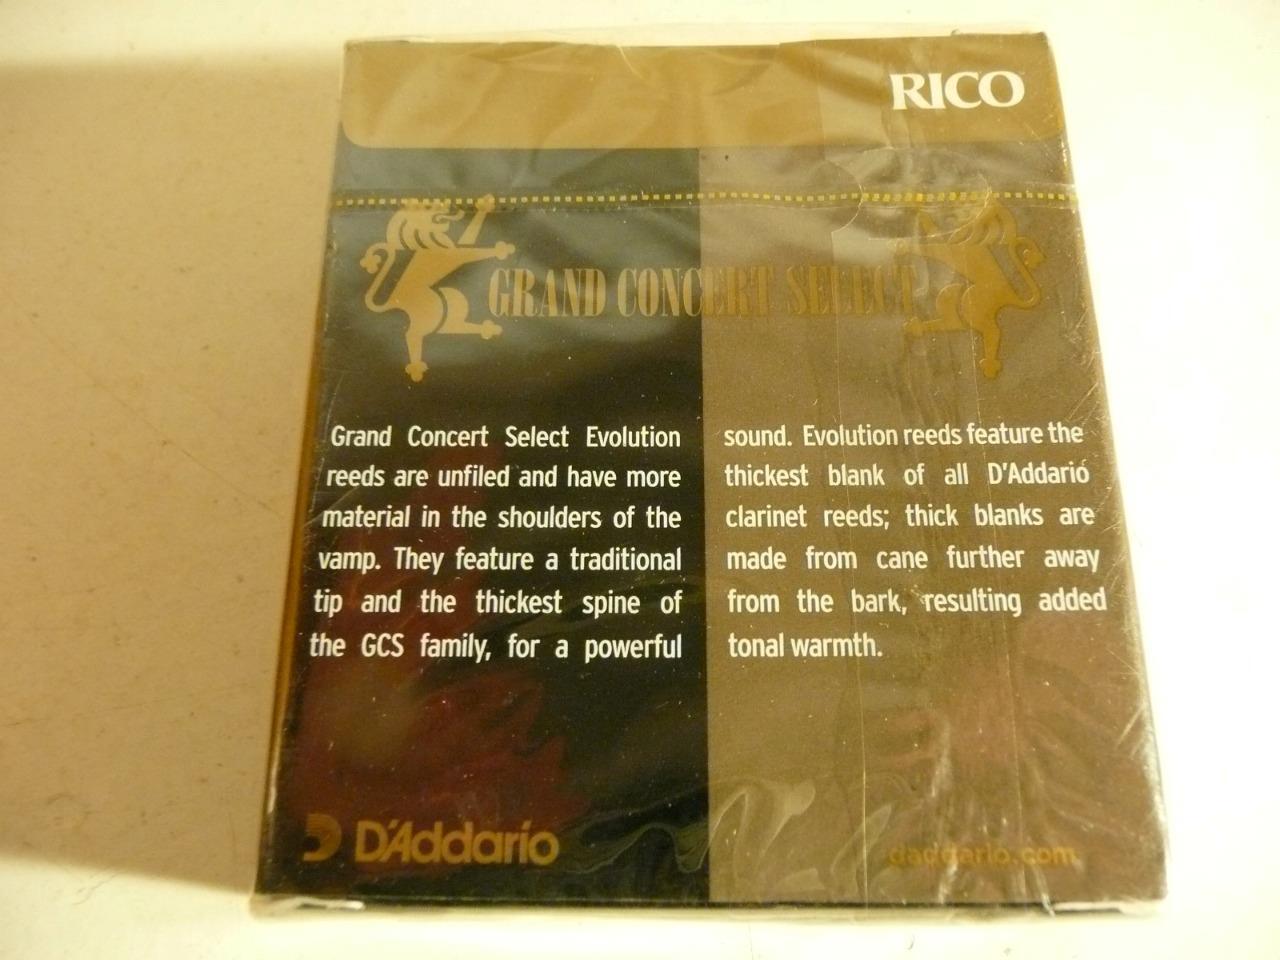 RICO
GRAND CONCERT SELECT
Grand Concert Select Evolution
reeds are unfiled and have more
material in the shoulders of the
vamp. They feature a traditional
tip and the thickest spine of
the GCS family, for a powerful
sound. Evolution reeds feature the
thickest blank of all D'Addario
clarinet reeds; thick blanks are
made from cane further away
from the bark, resulting added
tonal warmth.
D'Addario
daddario.com